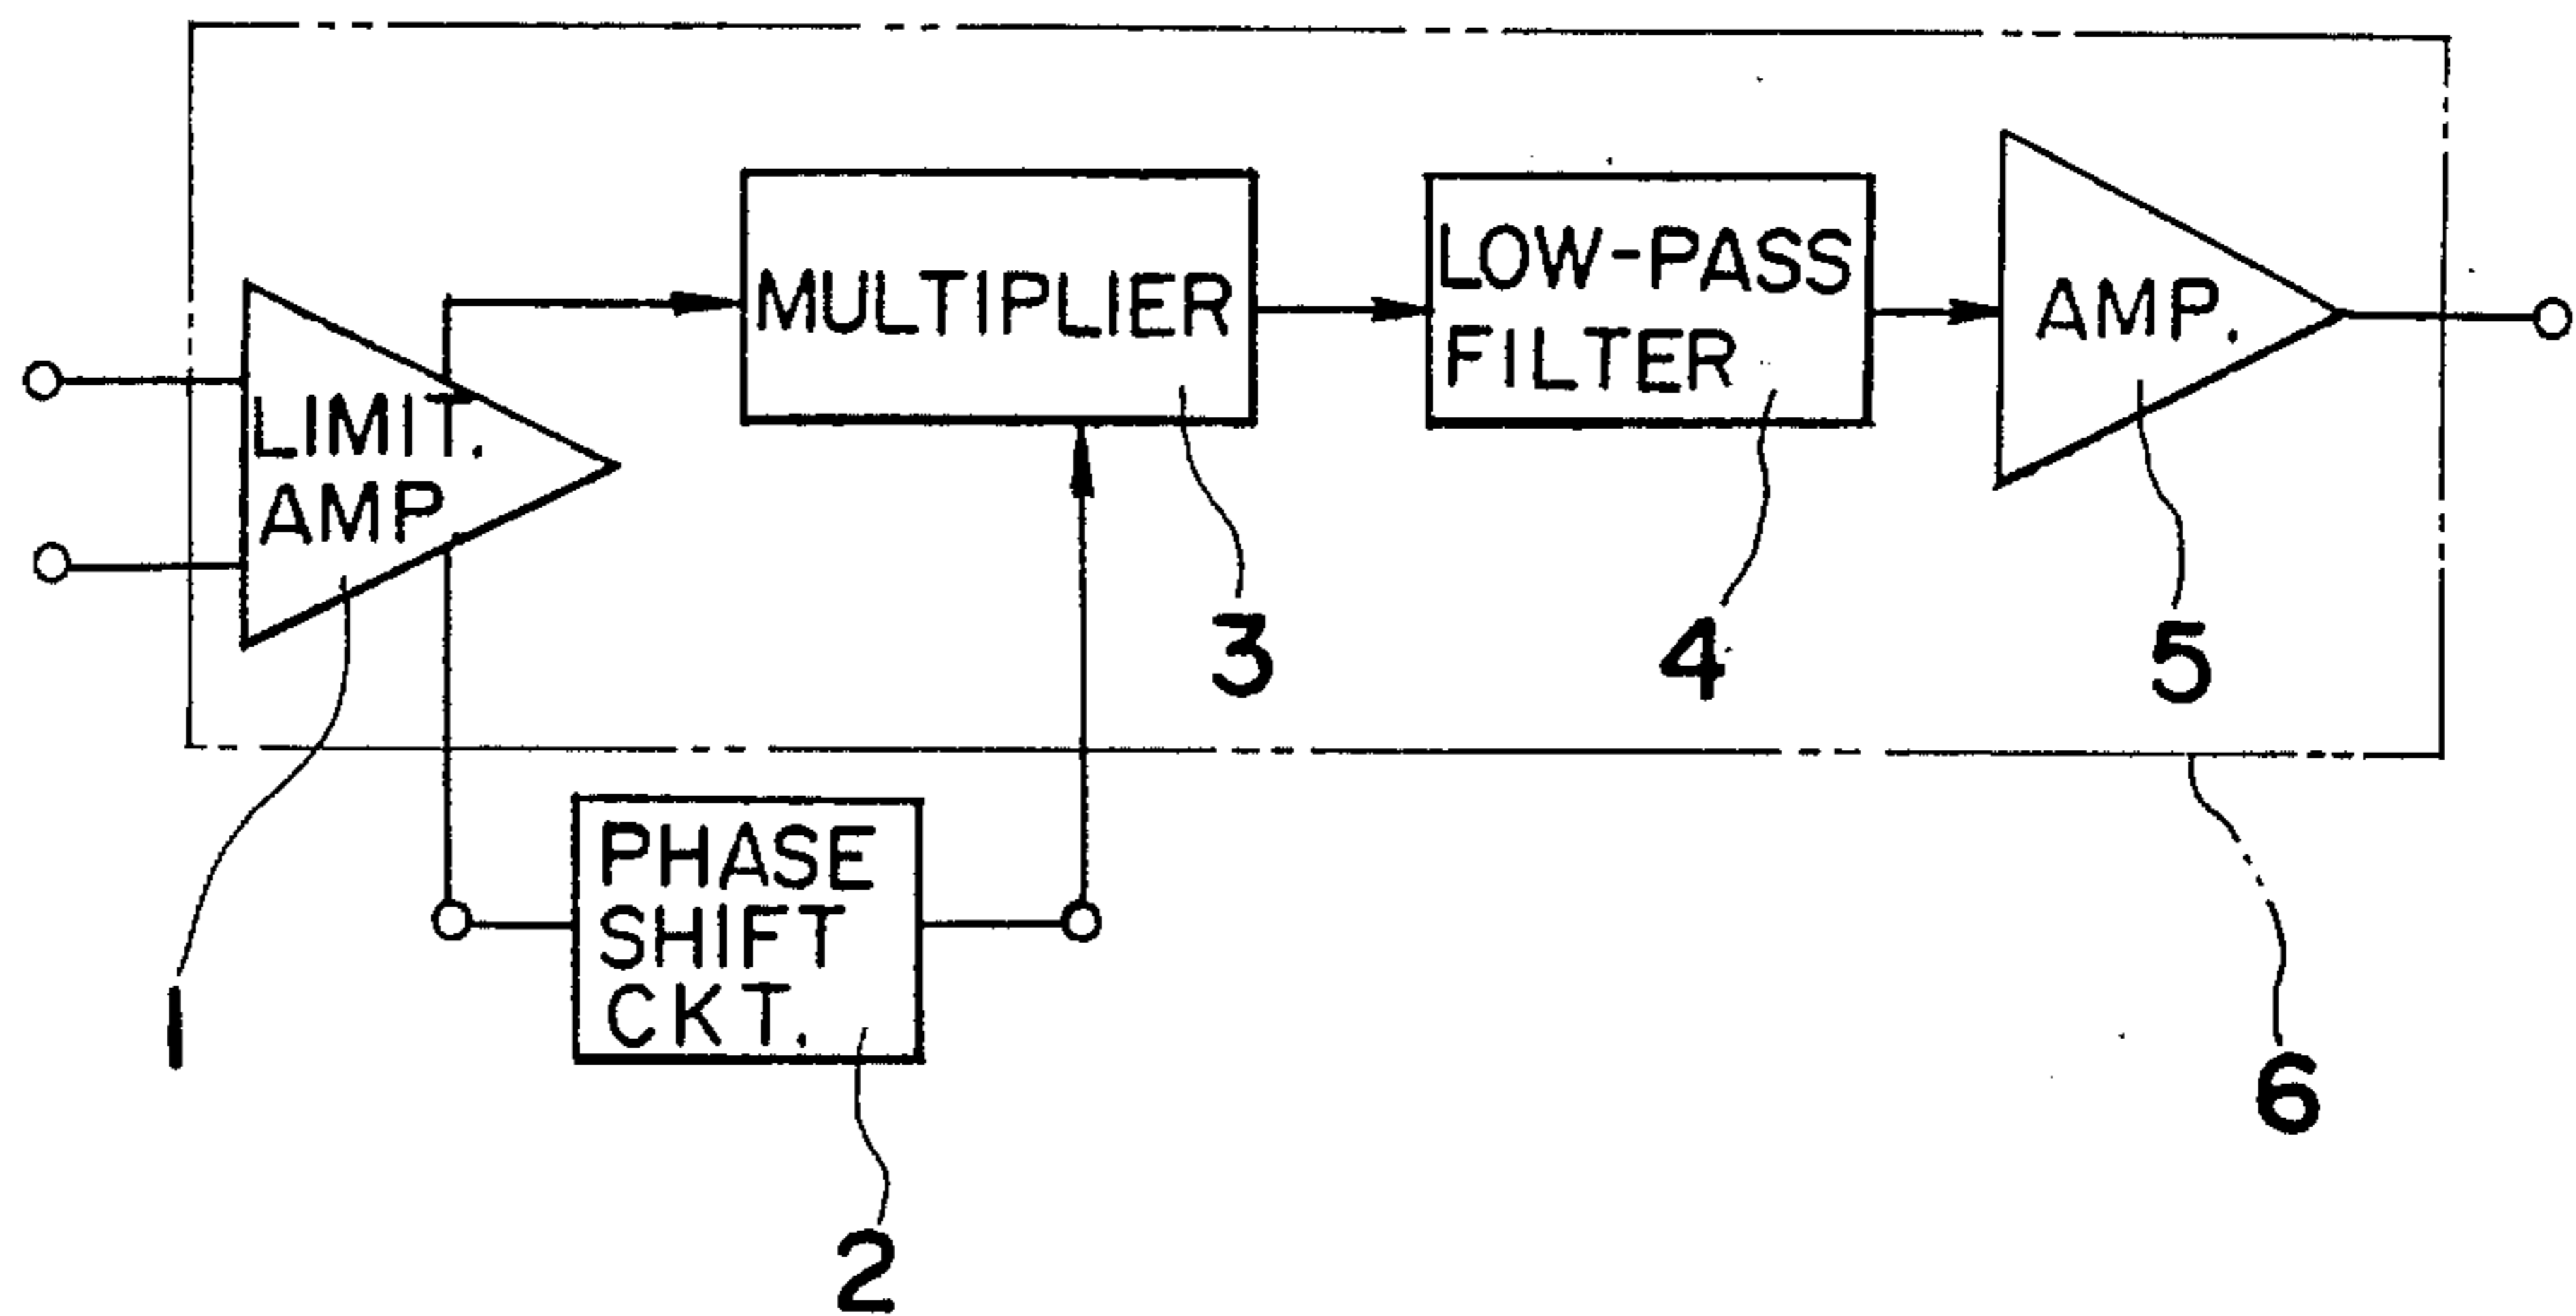 LIMIT.
AMP
MULTIPLIER
LOW-PASS
FILTER
AMP.
3
4
5
PHASE
SHIFT
CKT.
1
2
6